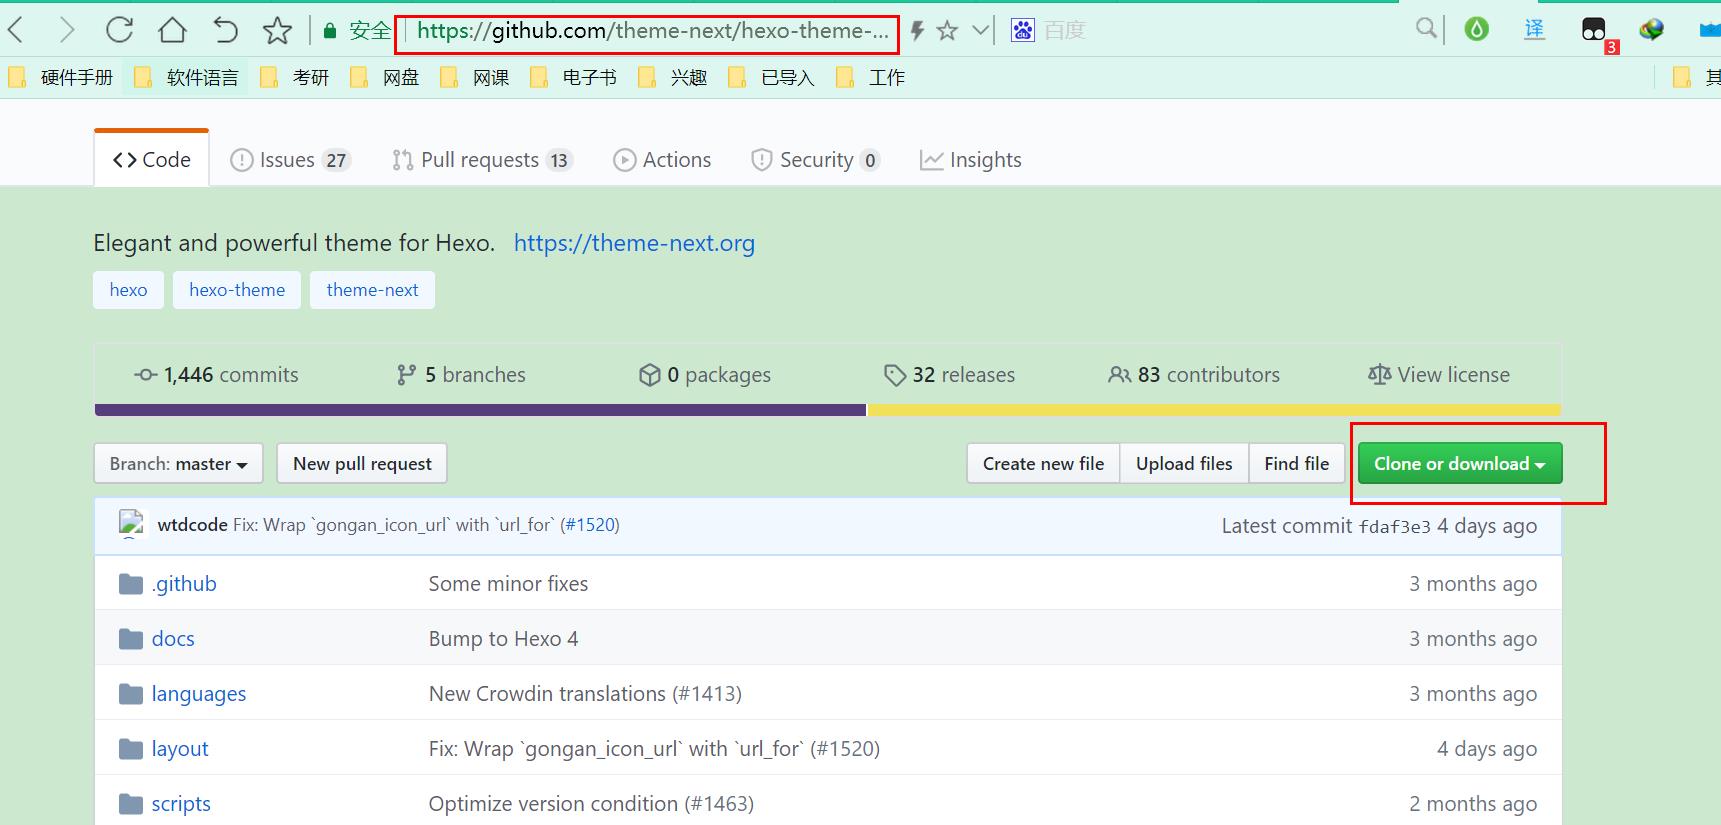 安全 https://github.com/theme-next/hexo-theme-... 百度
译 3
硬件手册 软件语言 考研 网盘 网课 电子书 兴趣 已导入 工作
Code Issues 27 Pull requests 13 Actions Security 0 Insights
Elegant and powerful theme for Hexo. https://theme-next.org
hexo hexo-theme theme-next
1,446 commits 5 branches 0 packages 32 releases 83 contributors View license
Branch: master New pull request Create new file Upload files Find file Clone or download
wtdcode Fix: Wrap `gongan_icon_url` with `url_for` (#1520) Latest commit fdaf3e3 4 days ago
.github Some minor fixes 3 months ago
docs Bump to Hexo 4 3 months ago
languages New Crowdin translations (#1413) 3 months ago
layout Fix: Wrap `gongan_icon_url` with `url_for` (#1520) 4 days ago
scripts Optimize version condition (#1463) 2 months ago